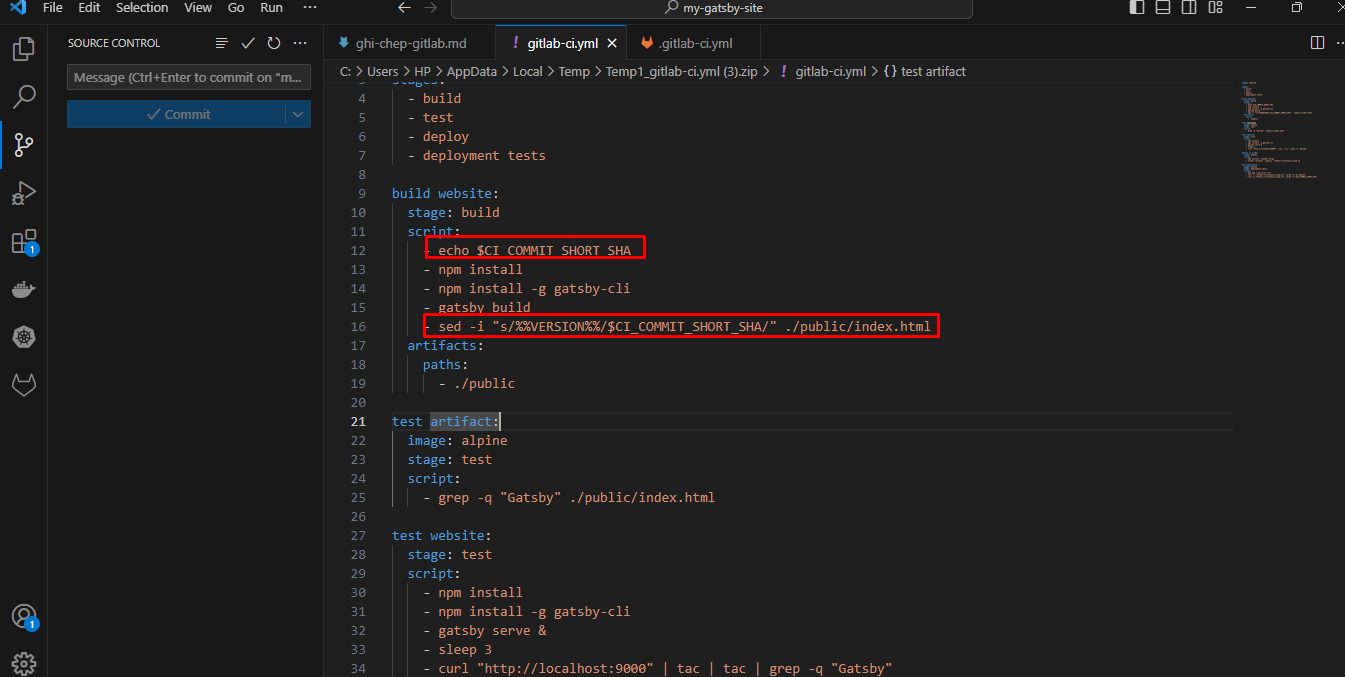 File Edit Selection View Go Run ··· my-gatsby-site
SOURCE CONTROL
ghi-chep-gitlab.md ! gitlab-ci.yml .gitlab-ci.yml
Message (Ctrl+Enter to commit on "m...
Commit
C: > Users > HP > AppData > Local > Temp > Temp1_gitlab-ci.yml (3).zip > ! gitlab-ci.yml > {} test artifact
3 stages:
4 - build
5 - test
6 - deploy
7 - deployment tests
8
9 build website:
10 stage: build
11 script:
12 - echo $CI_COMMIT_SHORT_SHA
13 - npm install
14 - npm install -g gatsby-cli
15 - gatsby build
16 - sed -i "s/%%VERSION%%/$CI_COMMIT_SHORT_SHA/" ./public/index.html
17 artifacts:
18 paths:
19 - ./public
20
21 test artifact:
22 image: alpine
23 stage: test
24 script:
25 - grep -q "Gatsby" ./public/index.html
26
27 test website:
28 stage: test
29 script:
30 - npm install
31 - npm install -g gatsby-cli
32 - gatsby serve &
33 - sleep 3
34 - curl "http://localhost:9000" | tac | tac | grep -q "Gatsby"
1
1